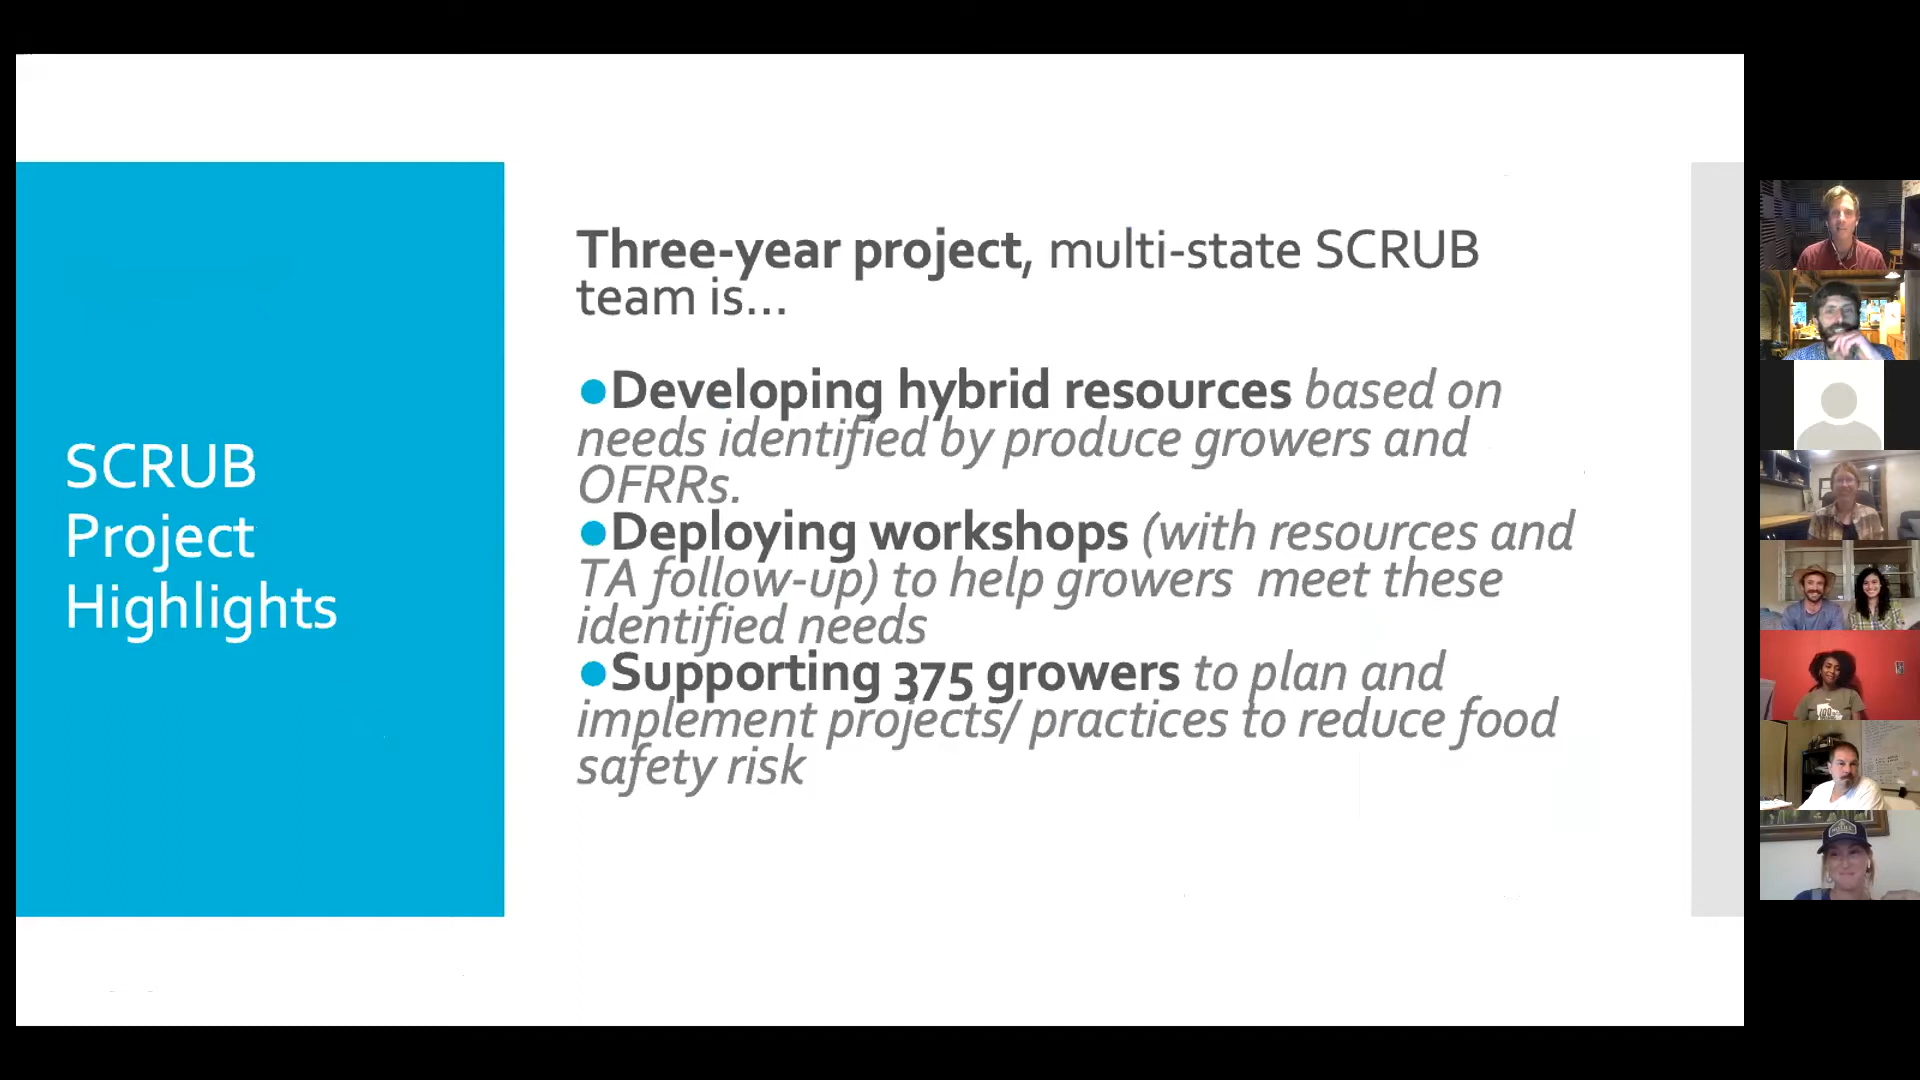 SCRUB
Project
Highlights
Three-year project, multi-state SCRUB
team is...
●Developing hybrid resources based on
needs identified by produce growers and
OFRRs.
●Deploying workshops (with resources and
TA follow-up) to help growers  meet these
identified needs
●Supporting 375 growers to plan and
implement projects/ practices to reduce food
safety risk